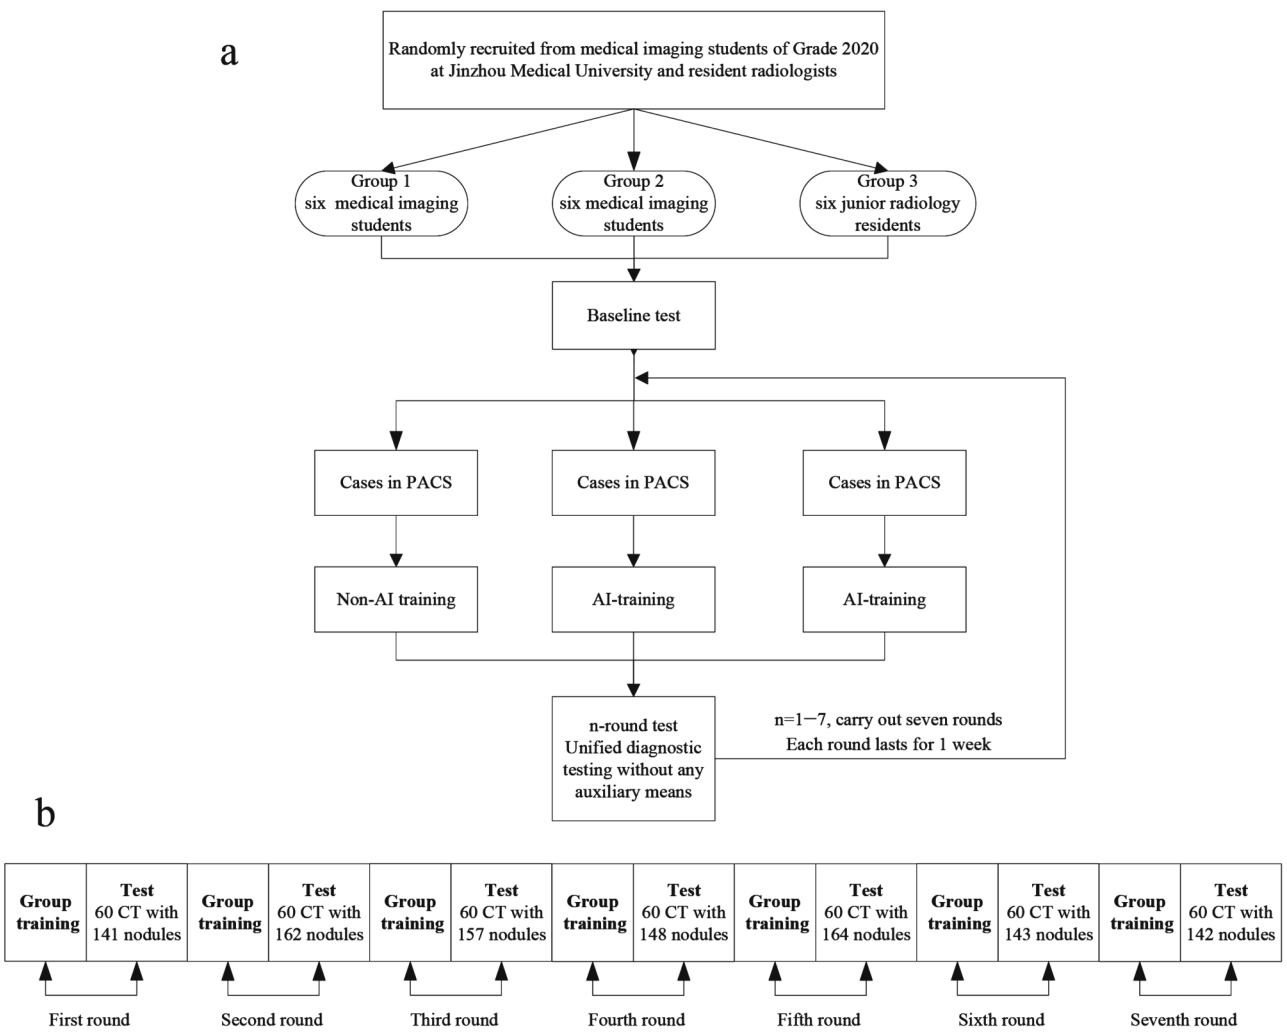 a
Randomly recruited from medical imaging students of Grade 2020
at Jinzhou Medical University and resident radiologists
Group 1
six medical imaging
students
Group 2
six medical imaging
students
Group 3
six junior radiology
residents
Baseline test
Cases in PACS
Cases in PACS
Cases in PACS
Non-AI training
AI-training
AI-training
n-round test
Unified diagnostic
testing without any
auxiliary means
n=1−7, carry out seven rounds
Each round lasts for 1 week
b
Group
training
Test
60 CT with
141 nodules
Group
training
Test
60 CT with
162 nodules
Group
training
Test
60 CT with
157 nodules
Group
training
Test
60 CT with
148 nodules
Group
training
Test
60 CT with
164 nodules
Group
training
Test
60 CT with
143 nodules
Group
training
Test
60 CT with
142 nodules
First round
Second round
Third round
Fourth round
Fifth round
Sixth round
Seventh round